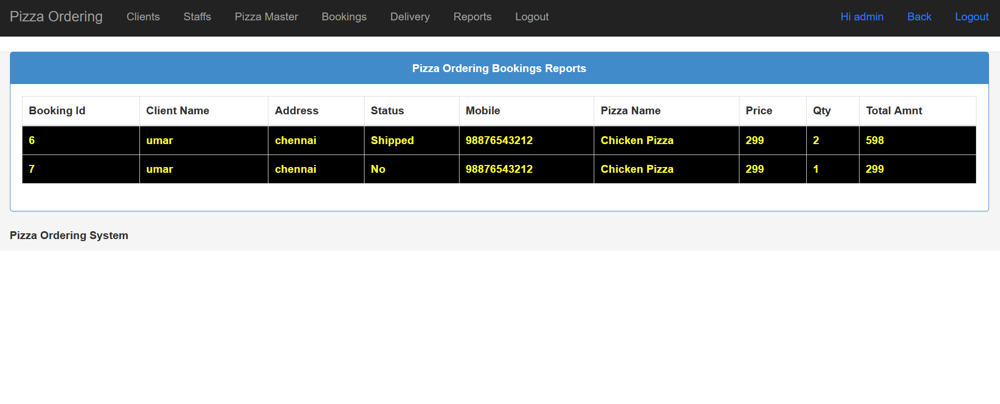 Pizza Ordering Clients Staffs Pizza Master Bookings Delivery Reports Logout Hi admin Back Logout
Pizza Ordering Bookings Reports
Booking Id Client Name Address Status Mobile Pizza Name Price Qty Total Amnt
6 umar chennai Shipped 98876543212 Chicken Pizza 299 2 598
7 umar chennai No 98876543212 Chicken Pizza 299 1 299
Pizza Ordering System